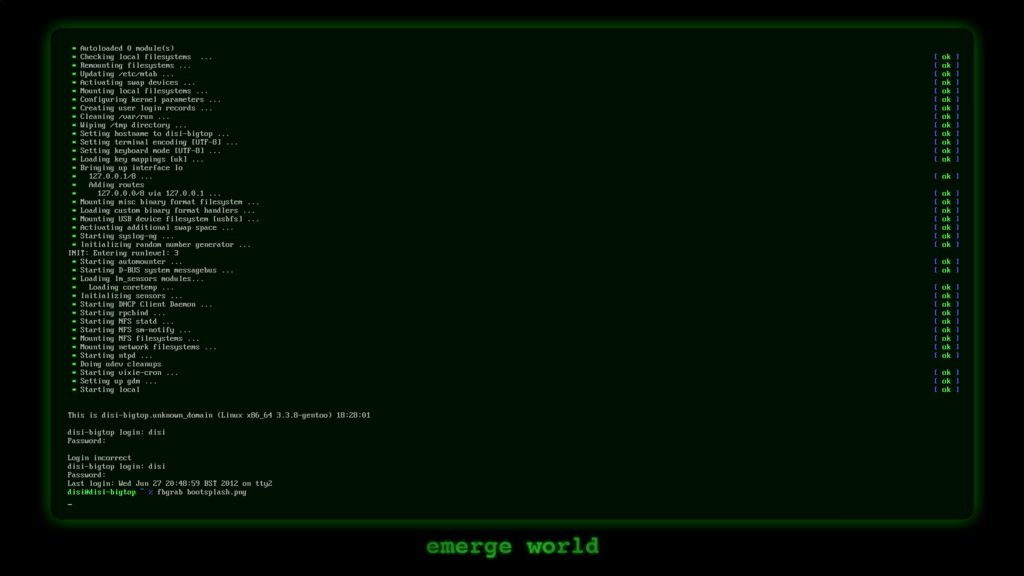 * Autoloaded 0 module(s)
* Checking local filesystems ... [ ok ]
* Remounting filesystems ... [ ok ]
* Updating /etc/mtab ... [ ok ]
* Activating swap devices ... [ ok ]
* Mounting local filesystems ... [ ok ]
* Configuring kernel parameters ... [ ok ]
* Creating user login records ... [ ok ]
* Cleaning /var/run ... [ ok ]
* Wiping /tmp directory ... [ ok ]
* Setting hostname to disi-bigtop ... [ ok ]
* Setting terminal encoding [UTF-8] ... [ ok ]
* Setting keyboard mode [UTF-8] ... [ ok ]
* Loading key mappings [uk] ... [ ok ]
* Bringing up interface lo
* 127.0.0.1/8 ... [ ok ]
* Adding routes
* 127.0.0.0/8 via 127.0.0.1 ... [ ok ]
* Mounting misc binary format filesystem ... [ ok ]
* Loading custom binary format handlers ... [ ok ]
* Mounting USB device filesystem [usbfs] ... [ ok ]
* Activating additional swap space ... [ ok ]
* Starting syslog-ng ... [ ok ]
* Initializing random number generator ... [ ok ]
INIT: Entering runlevel: 3
* Starting automounter ... [ ok ]
* Starting D-BUS system messagebus ... [ ok ]
* Loading lm_sensors modules...
* Loading coretemp ... [ ok ]
* Initializing sensors ... [ ok ]
* Starting DHCP Client Daemon ... [ ok ]
* Starting rpcbind ... [ ok ]
* Starting NFS statd ... [ ok ]
* Starting NFS sm-notify ... [ ok ]
* Mounting NFS filesystems ... [ ok ]
* Mounting network filesystems ... [ ok ]
* Starting ntpd ... [ ok ]
* Doing udev cleanups
* Starting vixie-cron ... [ ok ]
* Setting up gdm ... [ ok ]
* Starting local [ ok ]
This is disi-bigtop.unknown_domain (Linux x86_64 3.3.8-gentoo) 18:28:01
disi-bigtop login: disi
Password:
Login incorrect
disi-bigtop login: disi
Password:
Last login: Wed Jun 27 20:48:59 BST 2012 on tty2
disi@disi-bigtop ~ fbgrab bootsplash.png
_
emerge world